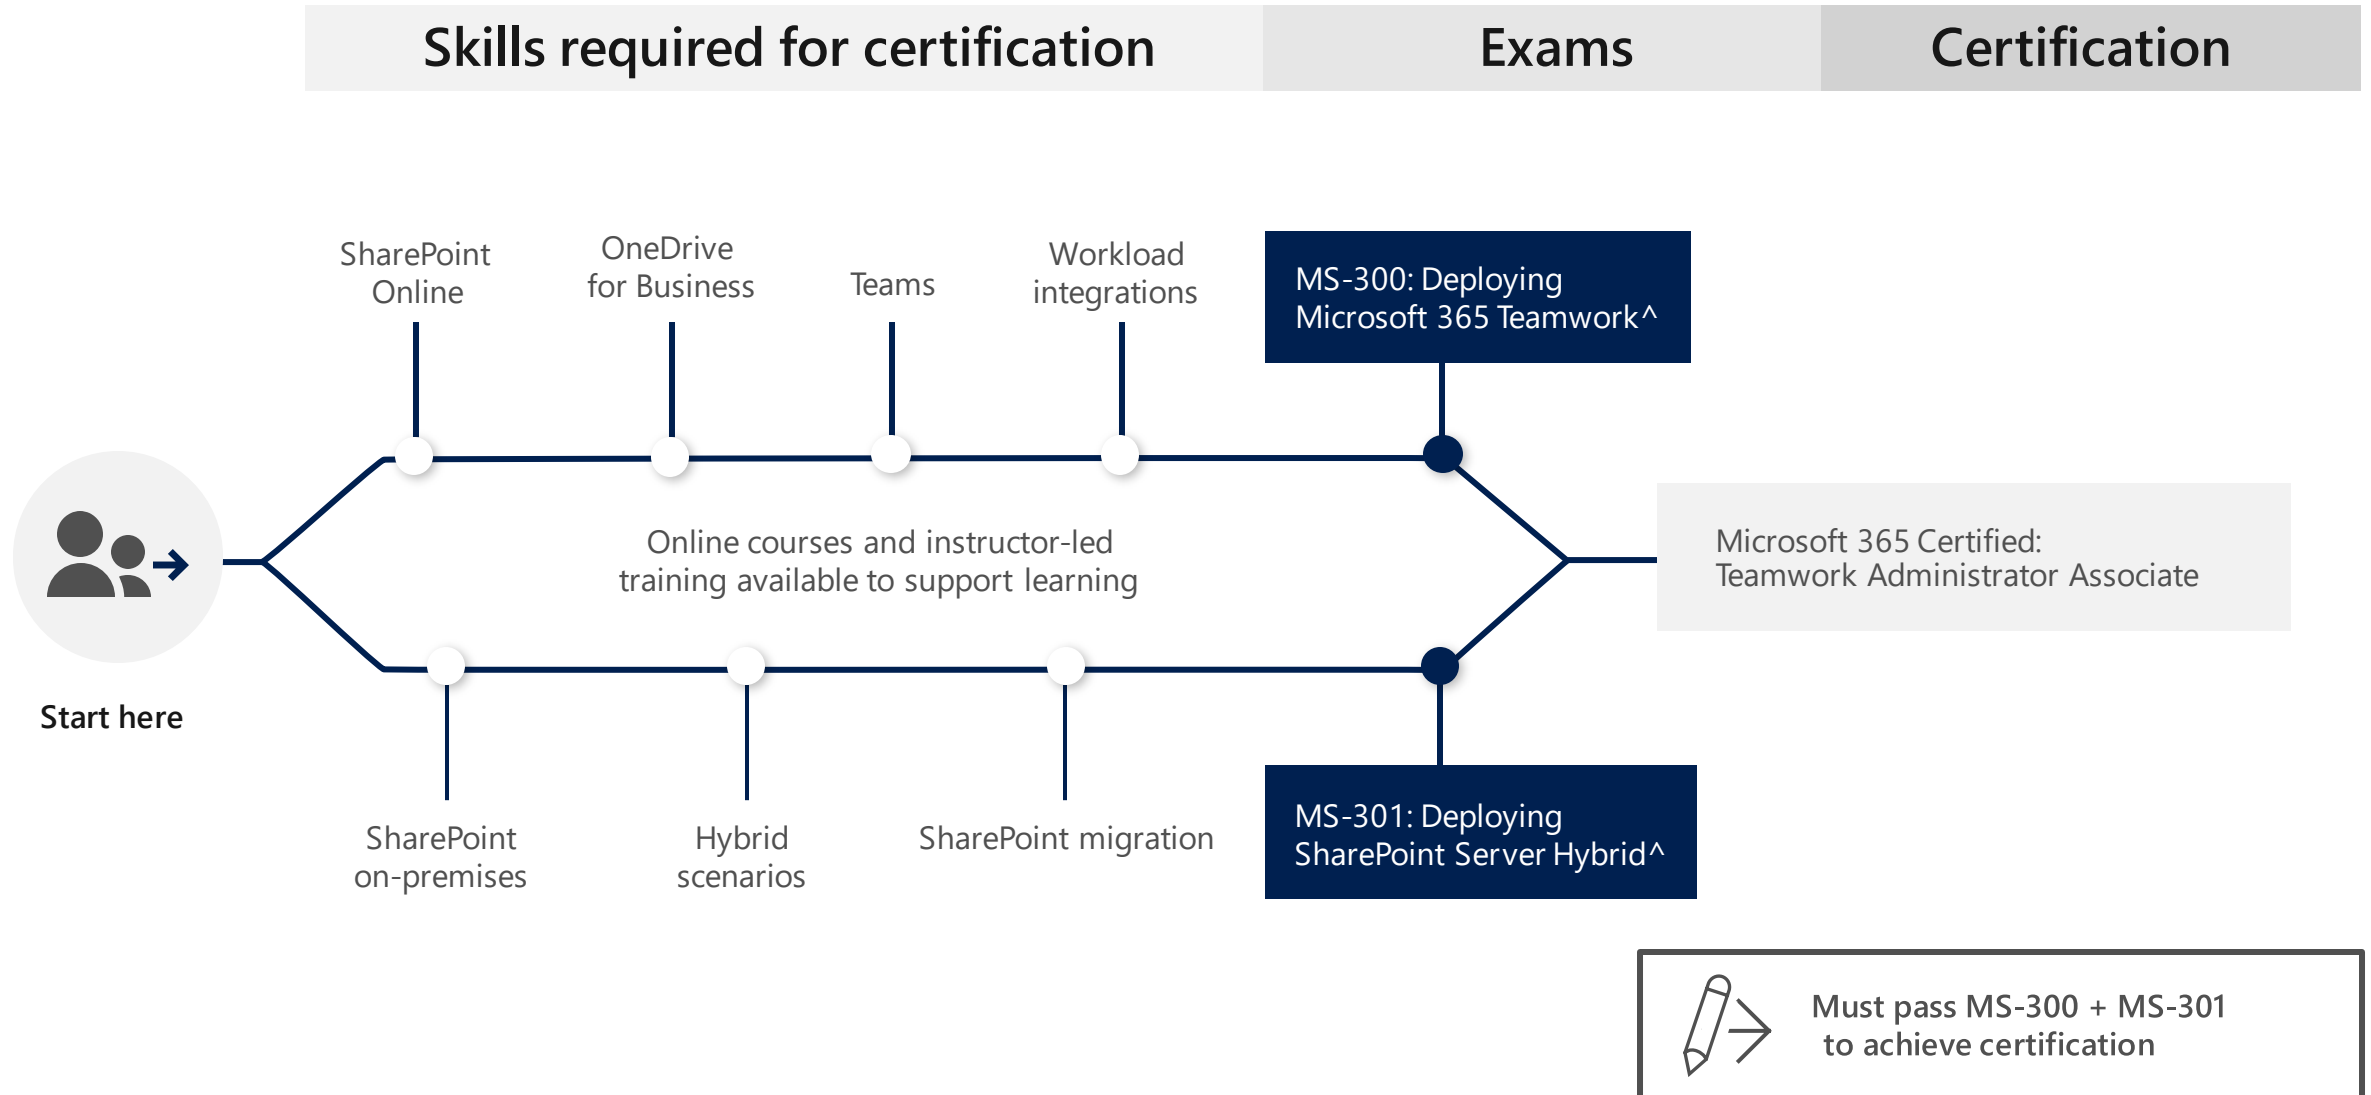 Skills required for certification
Exams
Certification
SharePoint
Online
OneDrive
for Business
Teams
Workload
integrations
MS-300: Deploying
Microsoft 365 Teamwork^
Online courses and instructor-led
training available to support learning
Microsoft 365 Certified:
Teamwork Administrator Associate
Start here
SharePoint
on-premises
Hybrid
scenarios
SharePoint migration
MS-301: Deploying
SharePoint Server Hybrid^
Must pass MS-300 + MS-301
to achieve certification